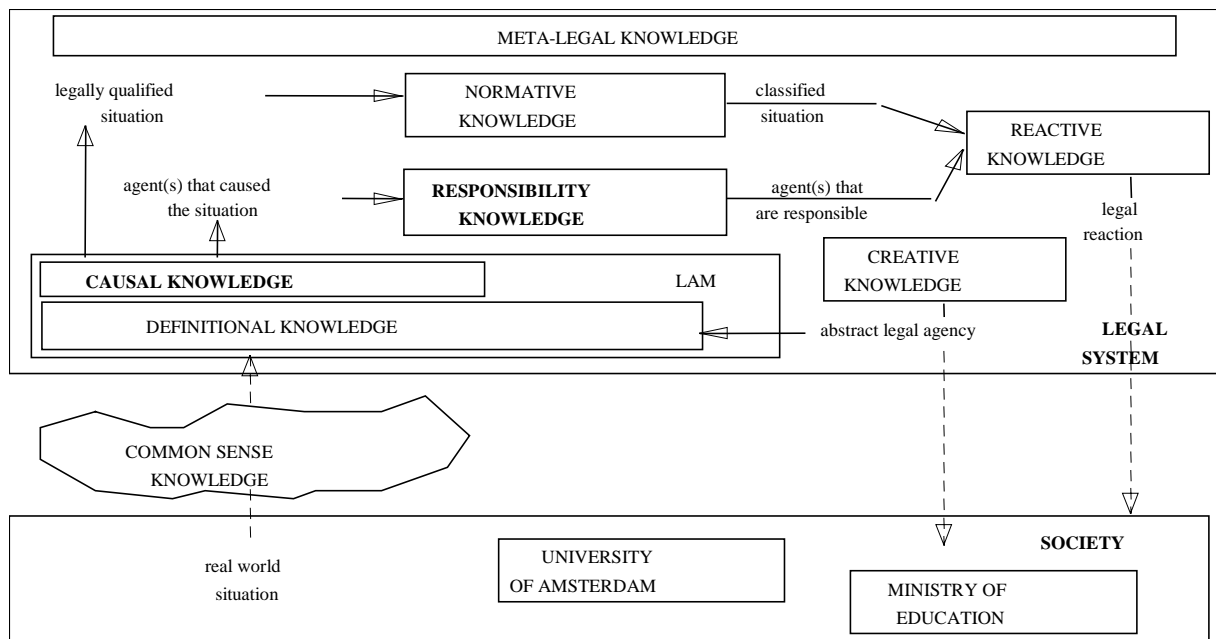 META-LEGAL KNOWLEDGE
legally qualified
situation
NORMATIVE
KNOWLEDGE
classified
situation
REACTIVE
KNOWLEDGE
agent(s) that caused
the situation
RESPONSIBILITY
KNOWLEDGE
agent(s) that
are responsible
legal
reaction
CAUSAL KNOWLEDGE
LAM
CREATIVE
KNOWLEDGE
DEFINITIONAL KNOWLEDGE
abstract legal agency
LEGAL
SYSTEM
COMMON SENSE
KNOWLEDGE
real world
situation
UNIVERSITY
OF AMSTERDAM
SOCIETY
MINISTRY OF
EDUCATION